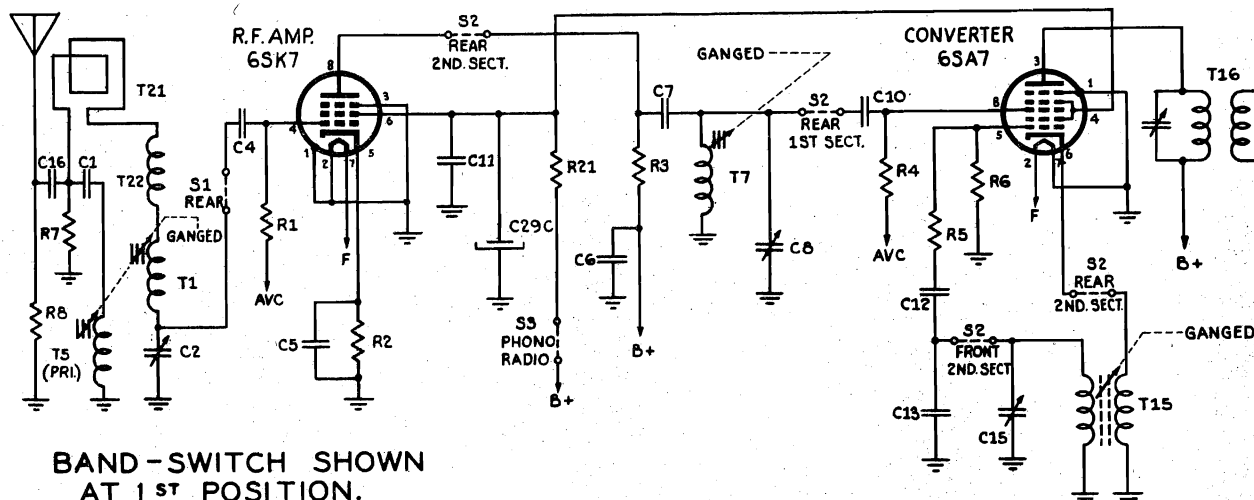 R.F. AMP.
6SK7
S2
REAR
2ND. SECT.
GANGED
CONVERTER
6SA7
T21
C16
C1
T22
R7
R8
T5
(PRI.)
GANGED
T1
C2
S1
REAR
C4
R1
AVC
8
3
6
4
1
2
7
5
F
C5
R2
C11
C29C
R21
S3
PHONO
RADIO
B+
C7
R3
C6
B+
T7
C8
S2
REAR
1ST. SECT.
C10
R4
AVC
3
1
8
4
5
2
7
6
F
R5
R6
C12
C13
S2
FRONT
2ND. SECT
C15
S2
REAR
2ND. SECT.
GANGED
T15
T16
B+
BAND-SWITCH SHOWN
AT 1ST POSITION.